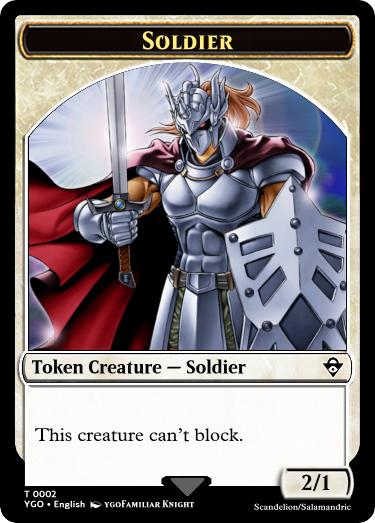 SOLDIER
Token Creature — Soldier
This creature can't block.
2/1
T 0002
YGO • English YGOFAMILIAR KNIGHT
Scandelion/Salamandric